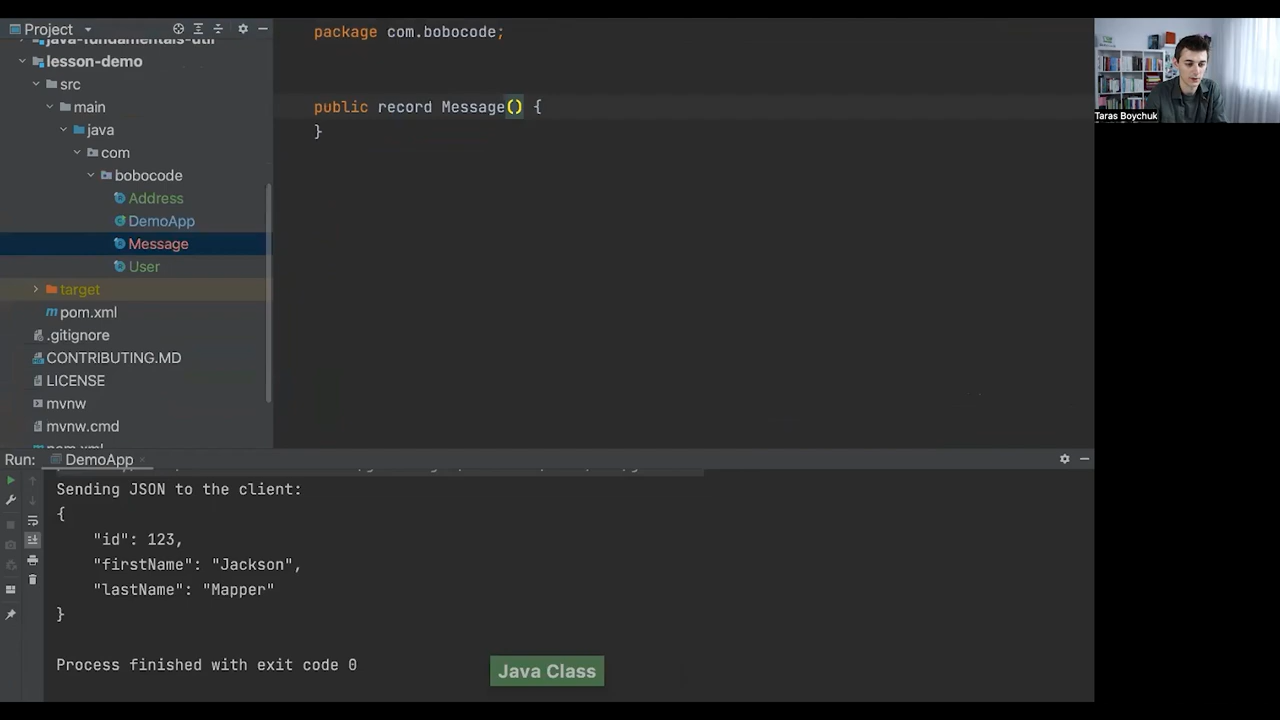 Project
java-fundamentals-util
lesson-demo
src
main
java
com
bobocode
Address
DemoApp
Message
User
target
pom.xml
.gitignore
CONTRIBUTING.MD
LICENSE
mvnw
mvnw.cmd
pom.xml
package com.bobocode;
public record Message() {
}
Taras Boychuk
Run: DemoApp
Sending JSON to the client:
{
"id": 123,
"firstName": "Jackson",
"lastName": "Mapper"
}
Process finished with exit code 0
Java Class